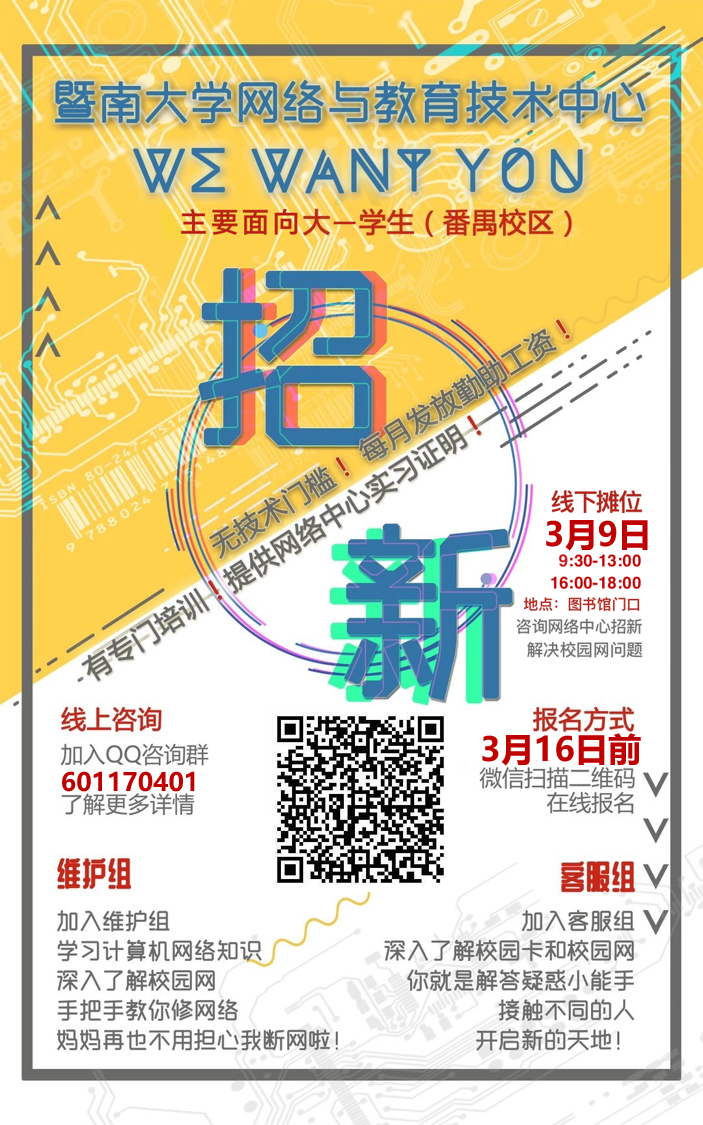 暨南大学网络与教育技术中心
WE WANT YOU
主要面向大一学生（番禺校区）
招
新
无技术门槛！每月发放勤助工资！
有专门培训！提供网络中心实习证明！
线下摊位
3月9日
9:30-13:00
16:00-18:00
地点：图书馆门口
咨询网络中心招新
解决校园网问题
线上咨询
加入QQ咨询群
601170401
了解更多详情
报名方式
3月16日前
微信扫描二维码
在线报名
维护组
加入维护组
学习计算机网络知识
深入了解校园网
手把手教你修网络
妈妈再也不用担心我断网啦！
客服组
加入客服组
深入了解校园卡和校园网
你就是解答疑惑小能手
接触不同的人
开启新的天地！